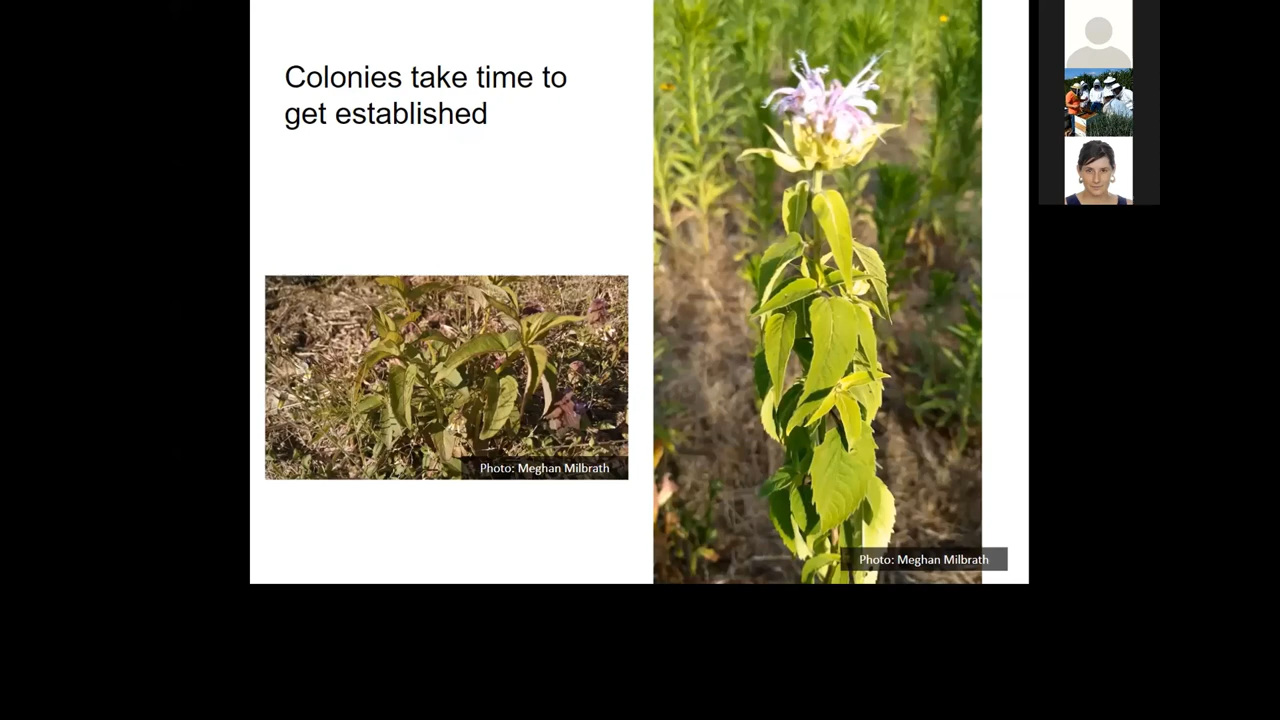 Colonies take time to
get established
Photo: Meghan Milbrath
Photo: Meghan Milbrath